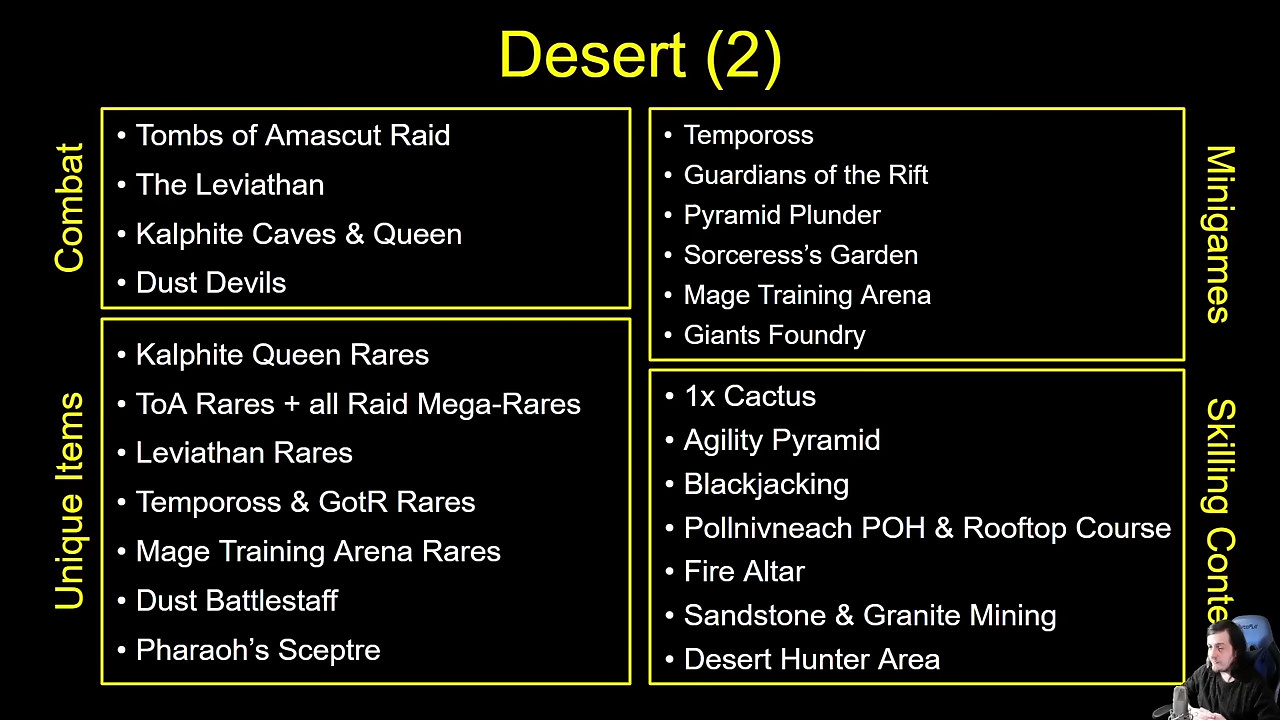 Desert (2)
Combat
• Tombs of Amascut Raid
• The Leviathan
• Kalphite Caves & Queen
• Dust Devils
Unique Items
• Kalphite Queen Rares
• ToA Rares + all Raid Mega-Rares
• Leviathan Rares
• Tempoross & GotR Rares
• Mage Training Arena Rares
• Dust Battlestaff
• Pharaoh’s Sceptre
Minigames
• Tempoross
• Guardians of the Rift
• Pyramid Plunder
• Sorceress’s Garden
• Mage Training Arena
• Giants Foundry
Skilling Conte
• 1x Cactus
• Agility Pyramid
• Blackjacking
• Pollnivneach POH & Rooftop Course
• Fire Altar
• Sandstone & Granite Mining
• Desert Hunter Area